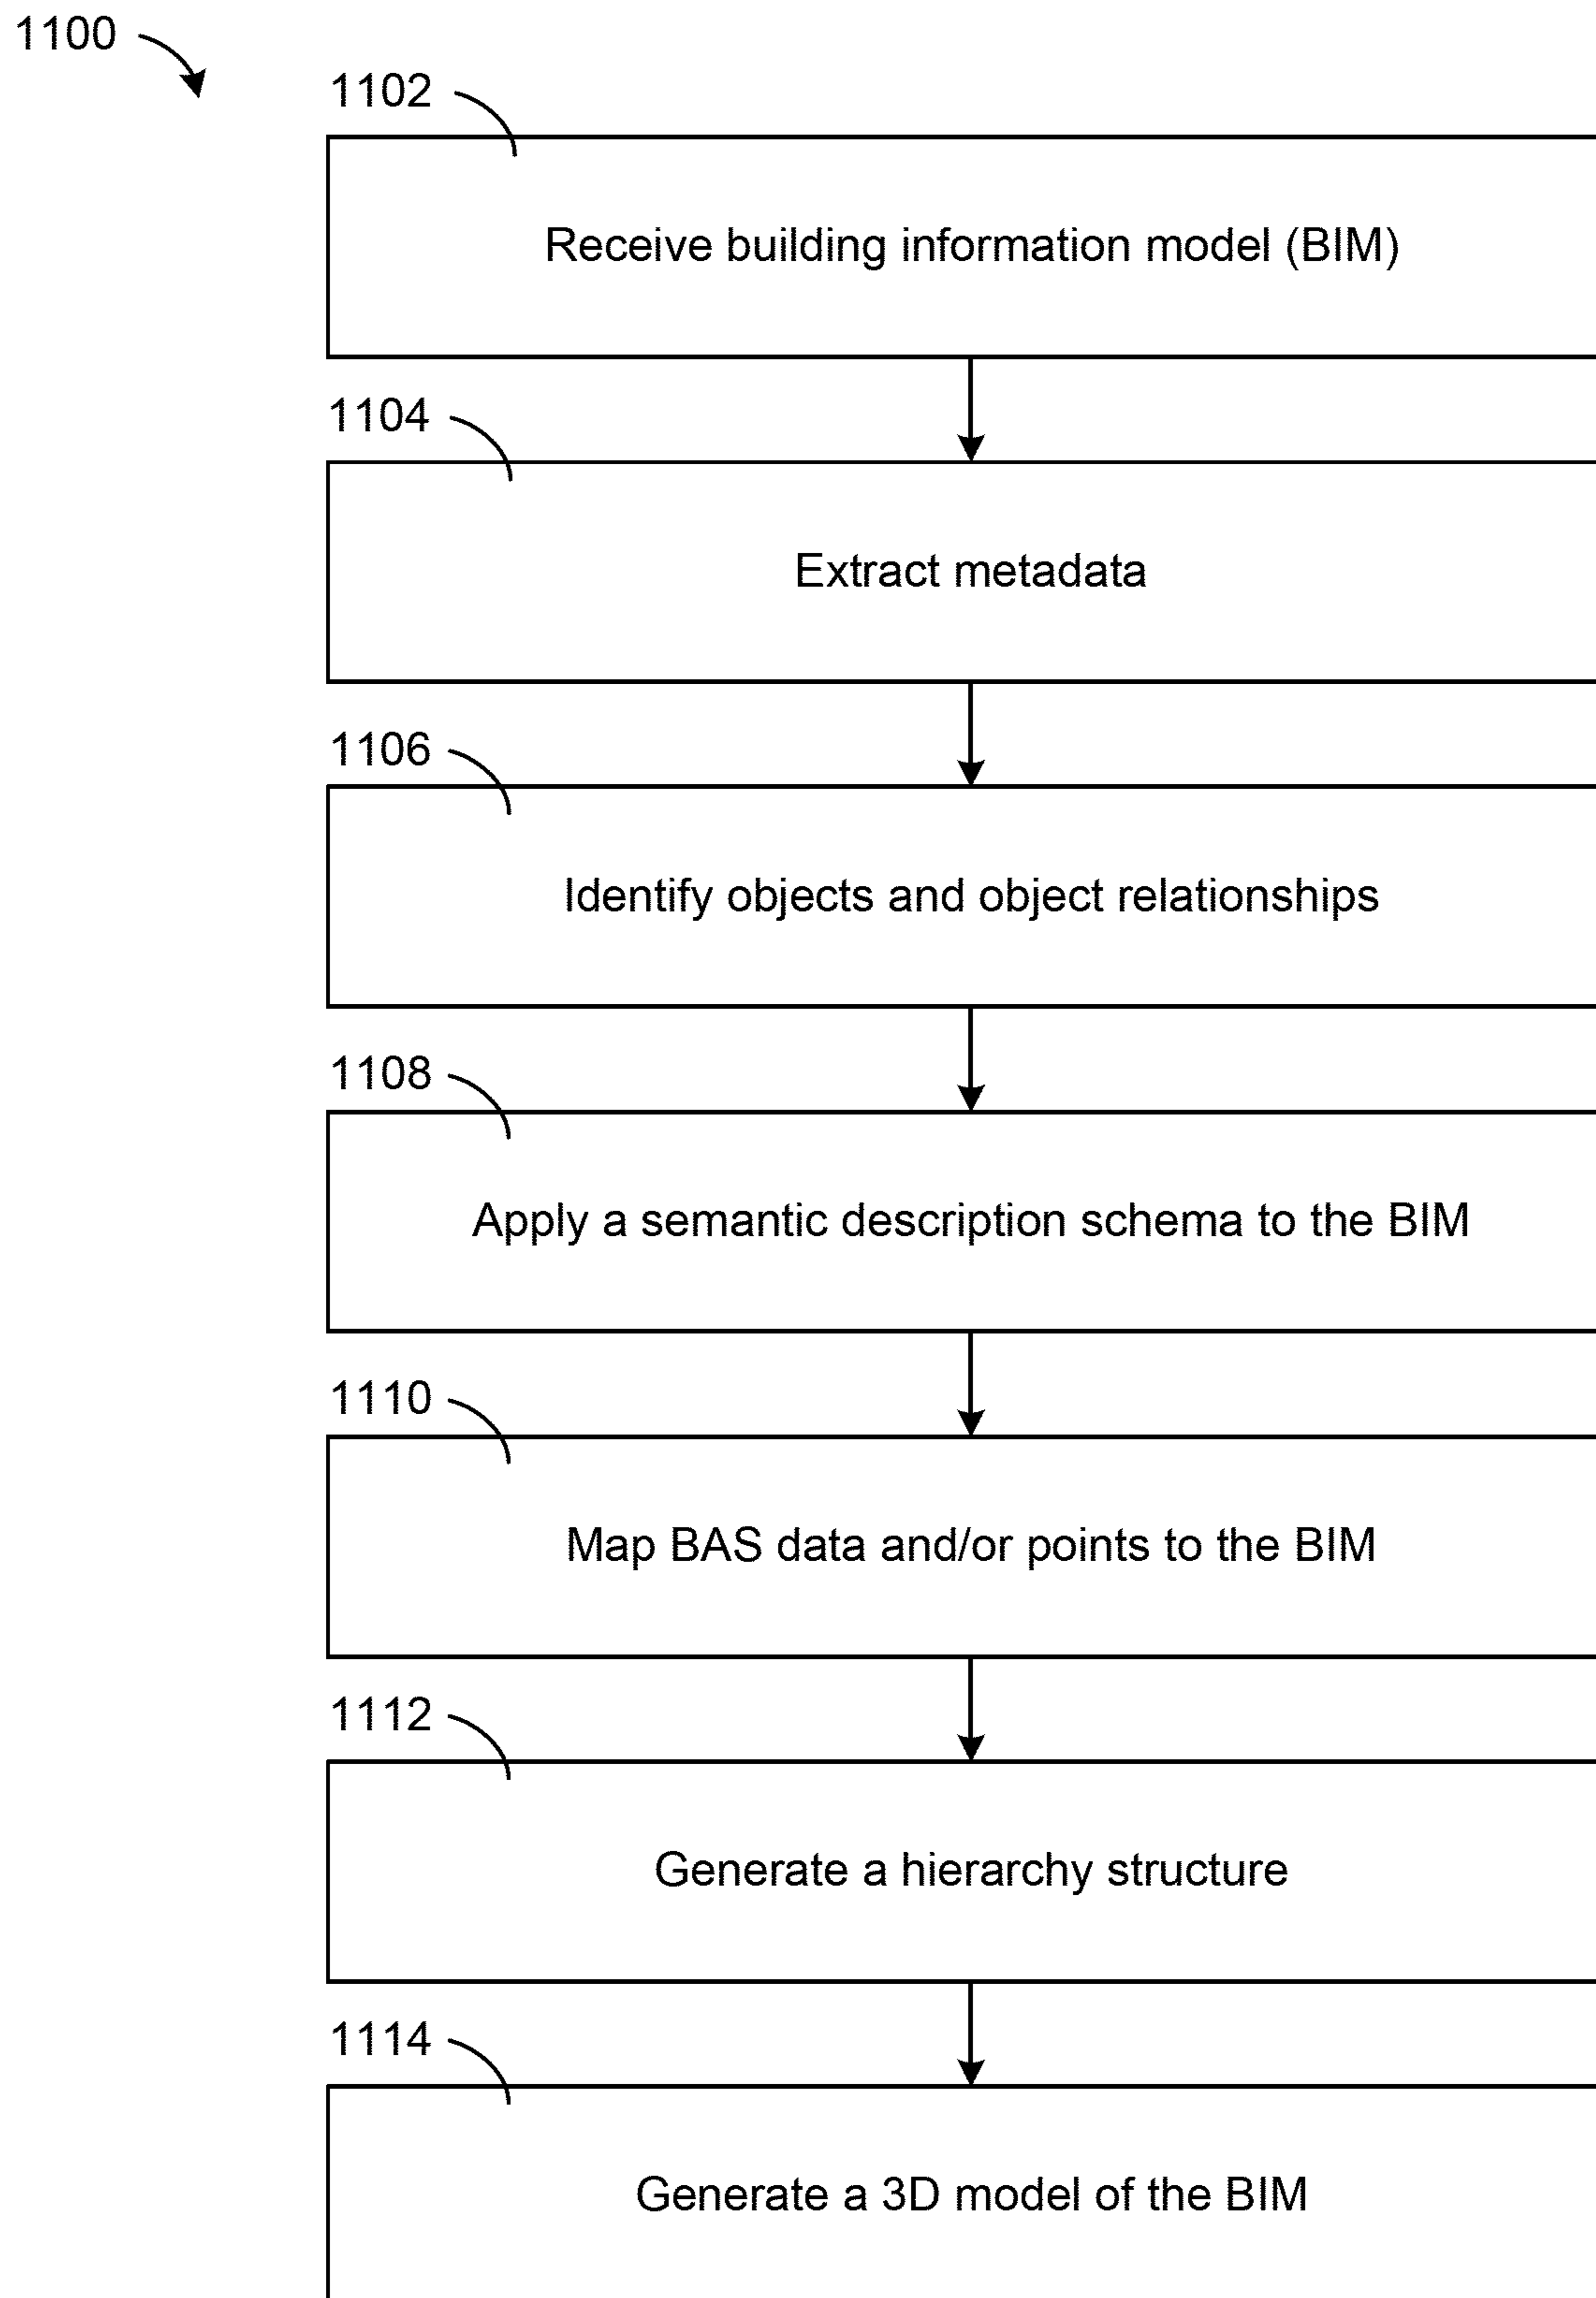 1100
1102
Receive building information model (BIM)
1104
Extract metadata
1106
Identify objects and object relationships
1108
Apply a semantic description schema to the BIM
1110
Map BAS data and/or points to the BIM
1112
Generate a hierarchy structure
1114
Generate a 3D model of the BIM